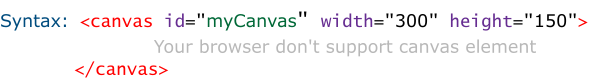 Syntax: <canvas id="myCanvas" width="300" height="150">
Your browser don't support canvas element
</canvas>